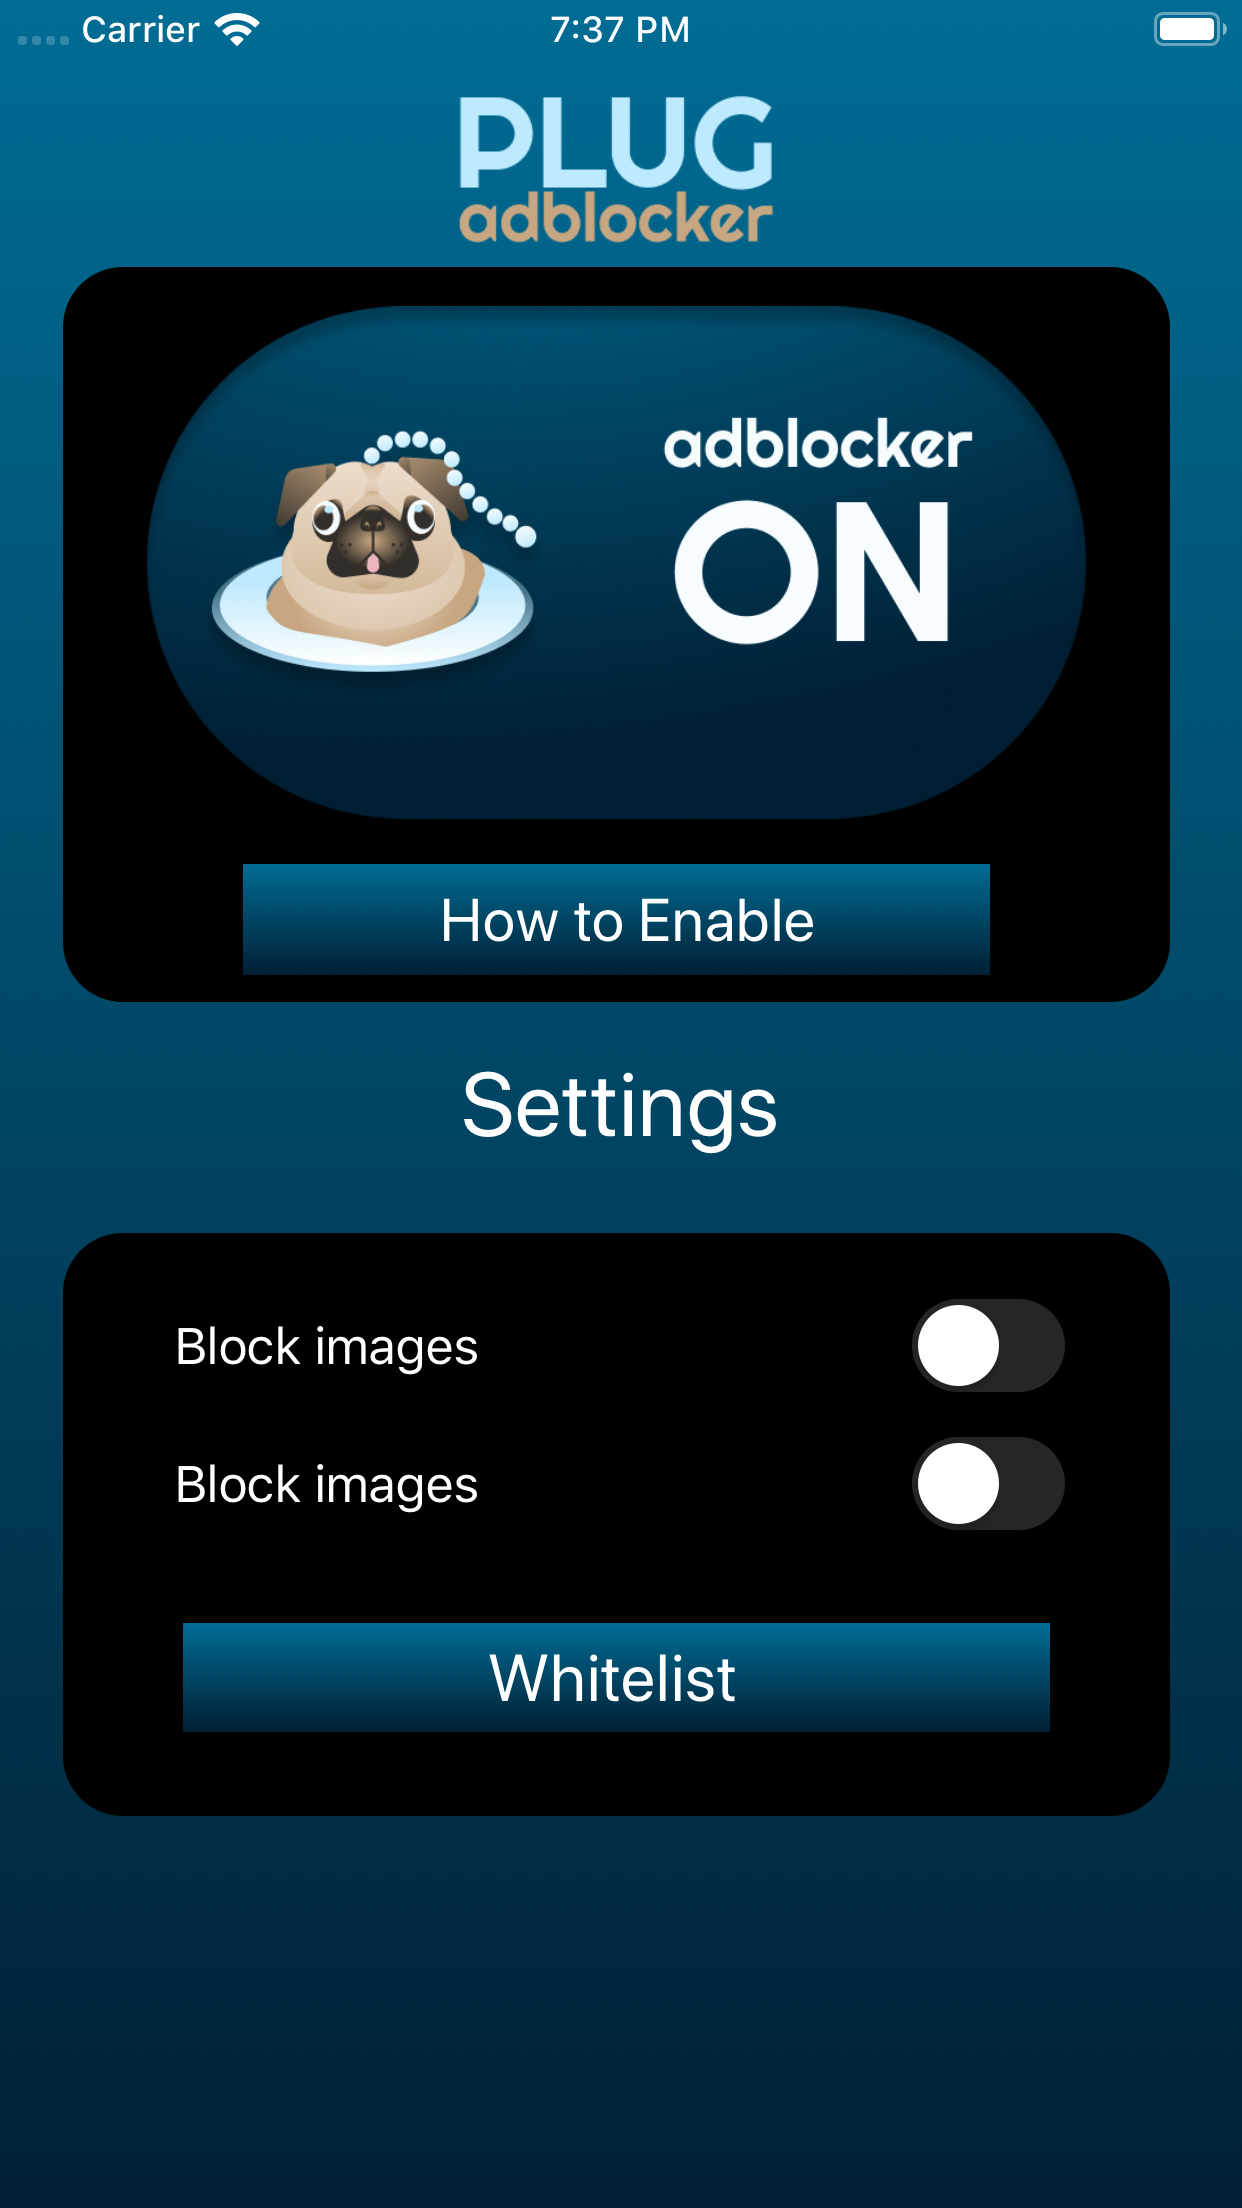 Carrier
7:37 PM
PLUG
adblocker
adblocker
ON
How to Enable
Settings
Block images
Block images
Whitelist